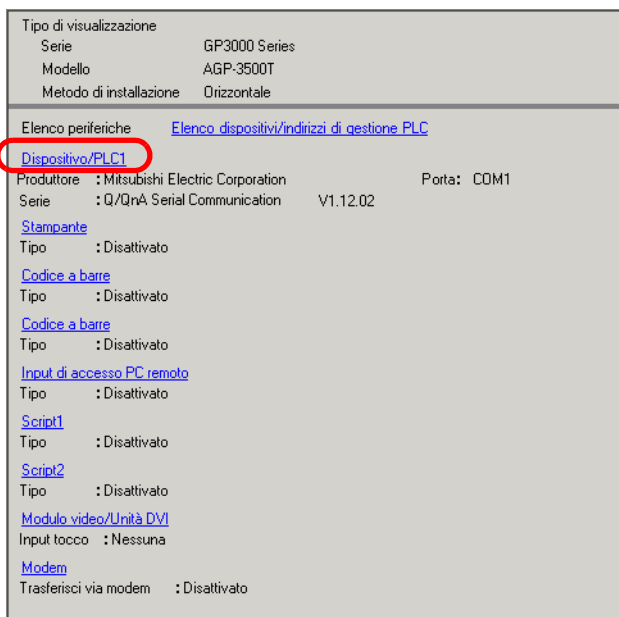 Tipo di visualizzazione
Serie GP3000 Series
Modello AGP-3500T
Metodo di installazione Orizzontale
Elenco periferiche Elenco dispositivi/indirizzi di gestione PLC
Dispositivo/PLC1
Produttore : Mitsubishi Electric Corporation Porta: COM1
Serie : Q/QnA Serial Communication V1.12.02
Stampante
Tipo : Disattivato
Codice a barre
Tipo : Disattivato
Codice a barre
Tipo : Disattivato
Input di accesso PC remoto
Tipo : Disattivato
Script1
Tipo : Disattivato
Script2
Tipo : Disattivato
Modulo video/Unità DVI
Input tocco : Nessuna
Modem
Trasferisci via modem : Disattivato